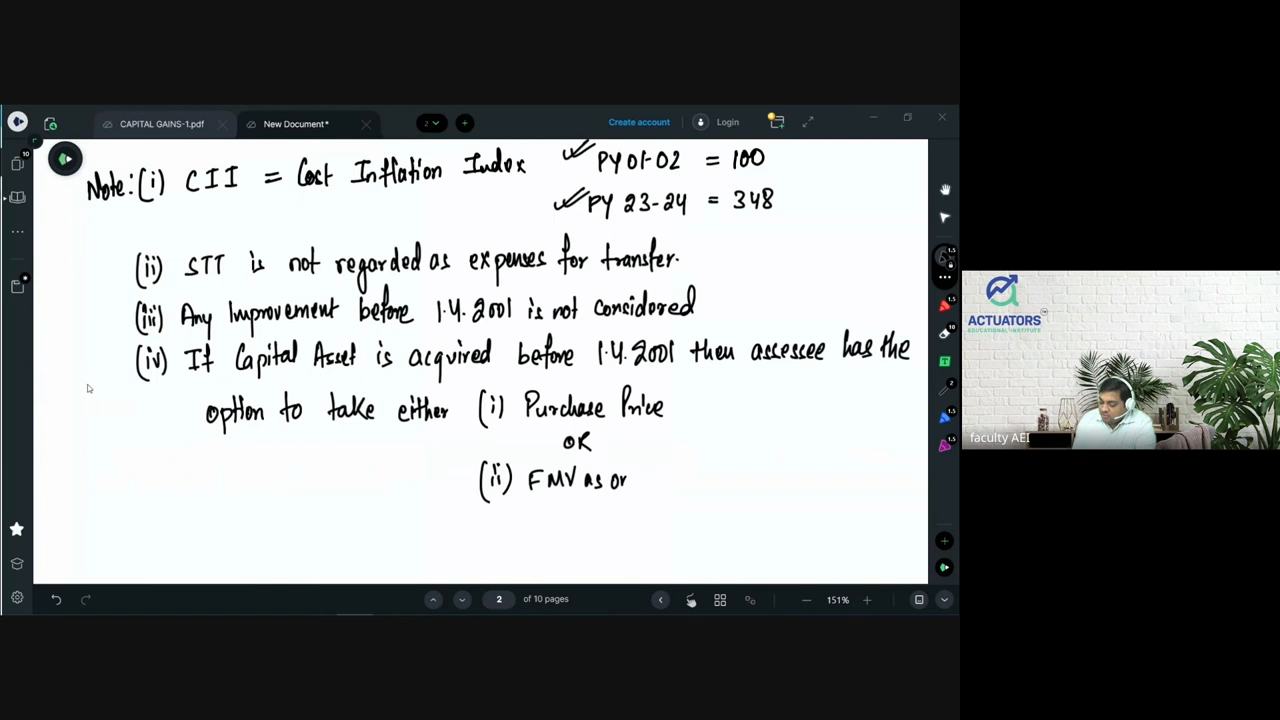 CAPITAL GAINS-1.pdf
New Document*
2
Create account
Login
Note: (i) CII = Cost Inflation Index
PY 01-02 = 100
PY 23-24 = 348
(ii) STT is not regarded as expenses for transfer.
(iii) Any Improvement before 1.4.2001 is not considered
(iv) If Capital Asset is acquired before 1.4.2001 then assessee has the
option to take either (i) Purchase Price
OR
(ii) FMV as on
2 of 10 pages
151%
ACTUATORS
EDUCATIONAL INSTITUTE
faculty AEI